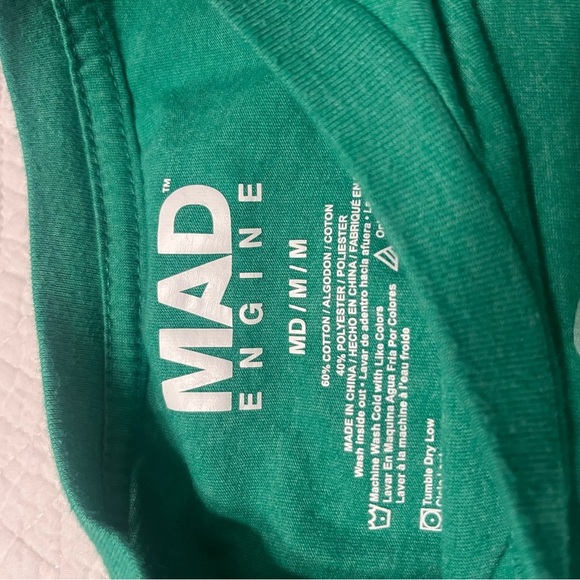 MAD™
ENGINE
MD / M / M
60% COTTON / ALGODON / COTON
40% POLYESTER / POLIESTER
MADE IN CHINA / HECHO EN CHINA / FABRIQUÉ EN
Wash inside out • Lavar de adentro hacia afuera •
Machine Wash Cold with Like Colors
Lavar En Maquina Agua Fria Por Colores
Laver à la machine à l'eau froide
Tumble Dry Low